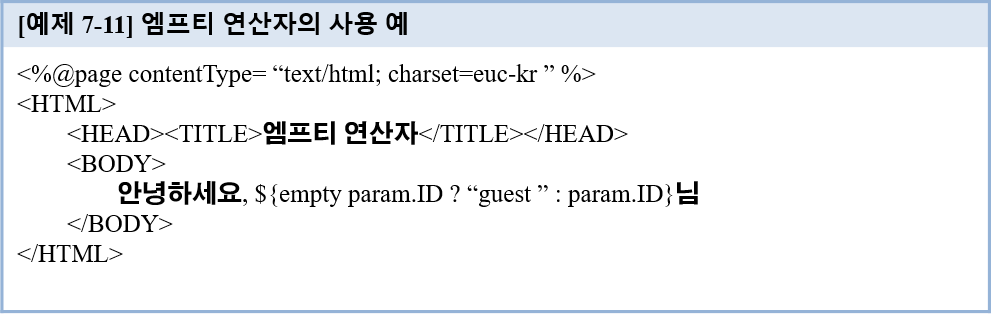 [예제 7-11] 엠프티 연산자의 사용 예
<%@page contentType= “text/html; charset=euc-kr ” %>
<HTML>
<HEAD><TITLE>엠프티 연산자</TITLE></HEAD>
<BODY>
안녕하세요, ${empty param.ID ? “guest ” : param.ID}님
</BODY>
</HTML>